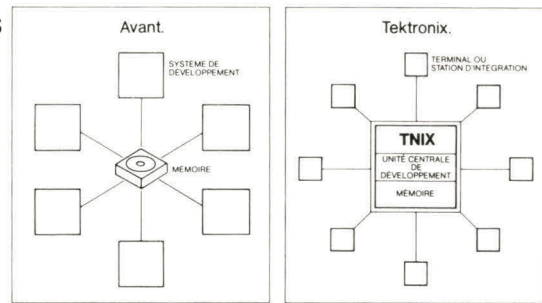 Avant.
SYSTÈME DE
DÉVELOPPEMENT
MÉMOIRE
Tektronix.
TERMINAL OU
STATION D'INTEGRATION
TNIX
UNITÉ CENTRALE
DE
DÉVELOPPEMENT
MÉMOIRE